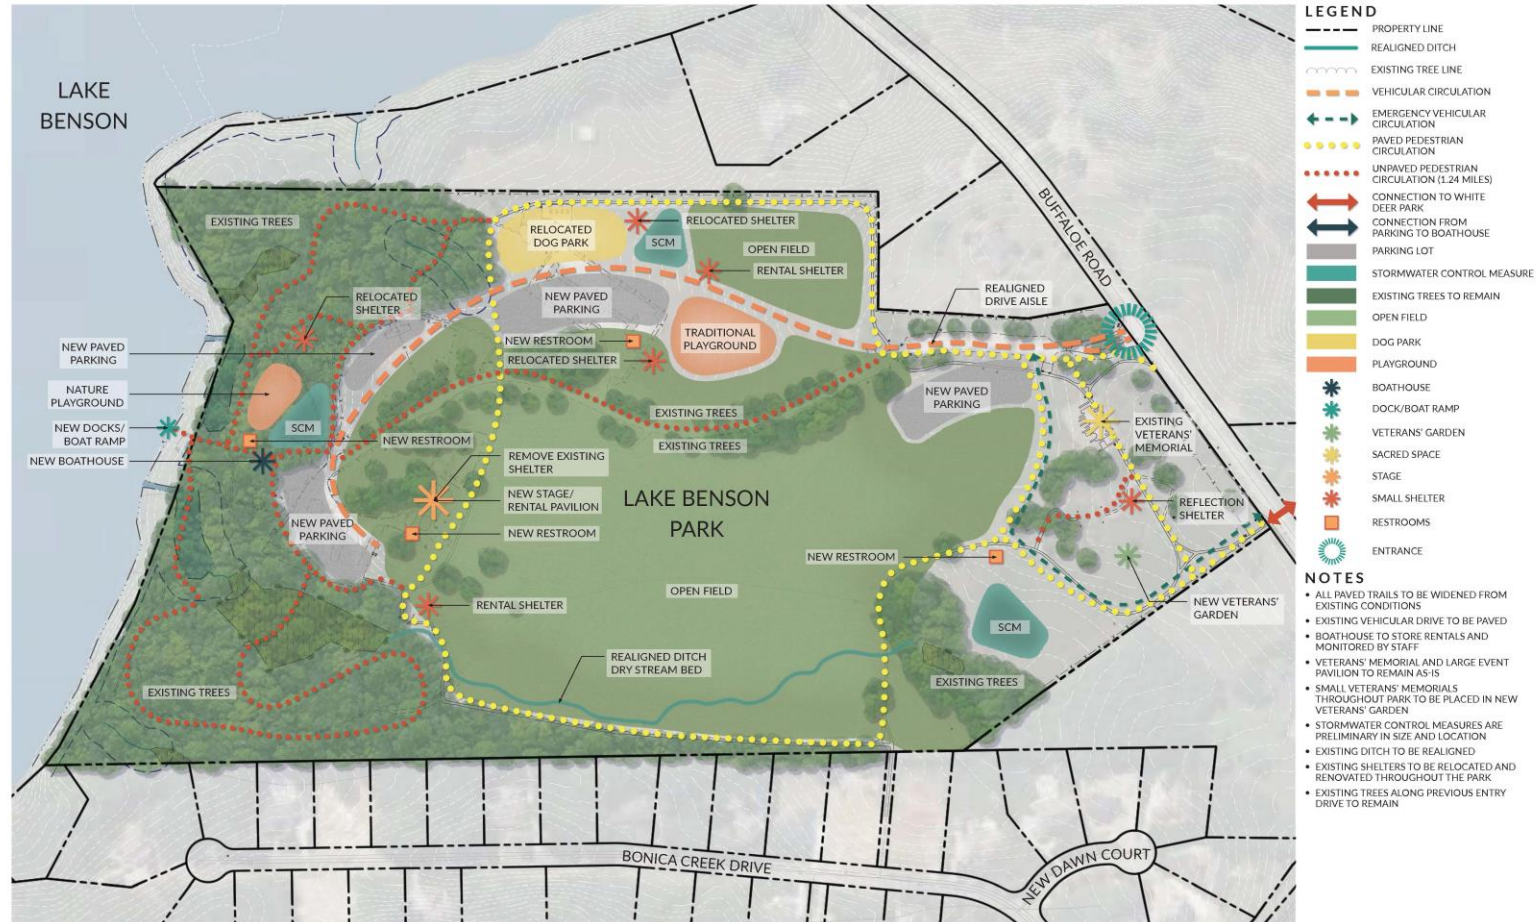 LAKE
BENSON
EXISTING TREES
RELOCATED
DOG PARK
SCM
RELOCATED SHELTER
OPEN FIELD
RENTAL SHELTER
BUFFALOE ROAD
RELOCATED
SHELTER
NEW PAVED
PARKING
REALIGNED
DRIVE AISLE
NEW PAVED
PARKING
NEW RESTROOM
RELOCATED SHELTER
TRADITIONAL
PLAYGROUND
NATURE
PLAYGROUND
NEW DOCKS/
BOAT RAMP
NEW BOATHOUSE
SCM
NEW RESTROOM
EXISTING TREES
EXISTING TREES
NEW PAVED
PARKING
EXISTING
VETERANS'
MEMORIAL
REMOVE EXISTING
SHELTER
NEW STAGE/
RENTAL PAVILION
LAKE BENSON
PARK
REFLECTION
SHELTER
NEW PAVED
PARKING
NEW RESTROOM
NEW RESTROOM
OPEN FIELD
RENTAL SHELTER
NEW VETERANS'
GARDEN
SCM
REALIGNED DITCH
DRY STREAM BED
EXISTING TREES
EXISTING TREES
BONICA CREEK DRIVE
NEW DAWN COURT
LEGEND
PROPERTY LINE
REALIGNED DITCH
EXISTING TREE LINE
VEHICULAR CIRCULATION
EMERGENCY VEHICULAR
CIRCULATION
PAVED PEDESTRIAN
CIRCULATION
UNPAVED PEDESTRIAN
CIRCULATION (1.24 MILES)
CONNECTION TO WHITE
DEER PARK
CONNECTION FROM
PARKING TO BOATHOUSE
PARKING LOT
STORMWATER CONTROL MEASURE
EXISTING TREES TO REMAIN
OPEN FIELD
DOG PARK
PLAYGROUND
BOATHOUSE
DOCK/BOAT RAMP
VETERANS' GARDEN
SACRED SPACE
STAGE
SMALL SHELTER
RESTROOMS
ENTRANCE
NOTES
• ALL PAVED TRAILS TO BE WIDENED FROM
EXISTING CONDITIONS
• EXISTING VEHICULAR DRIVE TO BE PAVED
• BOATHOUSE TO STORE RENTALS AND
MONITORED BY STAFF
• VETERANS' MEMORIAL AND LARGE EVENT
PAVILION TO REMAIN AS-IS
• SMALL VETERANS' MEMORIALS
THROUGHOUT PARK TO BE PLACED IN NEW
VETERANS' GARDEN
• STORMWATER CONTROL MEASURES ARE
PRELIMINARY IN SIZE AND LOCATION
• EXISTING DITCH TO BE REALIGNED
• EXISTING SHELTERS TO BE RELOCATED AND
RENOVATED THROUGHOUT THE PARK
• EXISTING TREES ALONG PREVIOUS ENTRY
DRIVE TO REMAIN